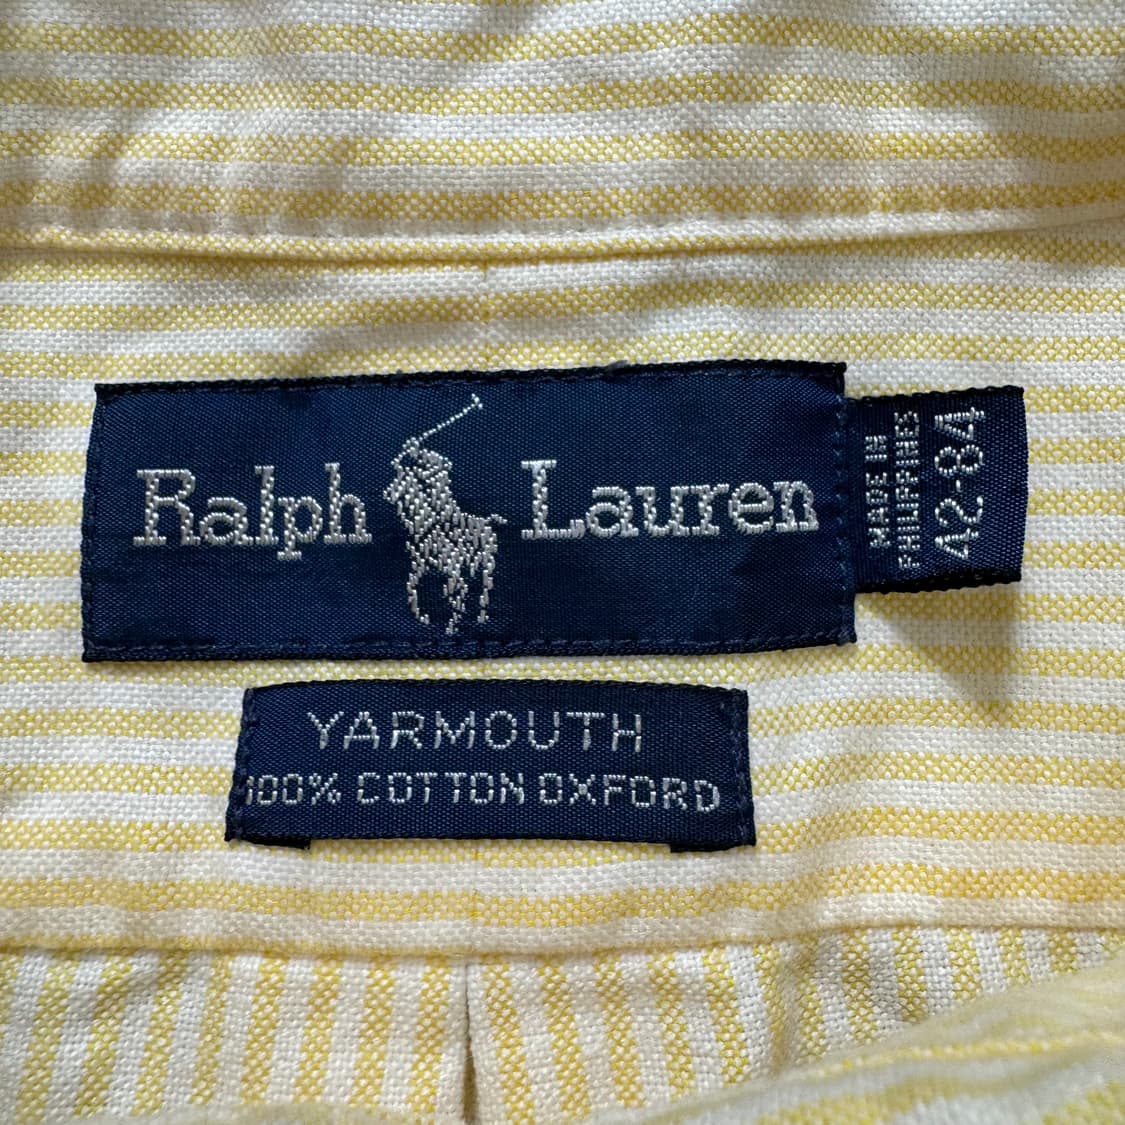 Ralph Lauren
MADE IN
PHILIPPINES
42-84
YARMOUTH
100% COTTON OXFORD